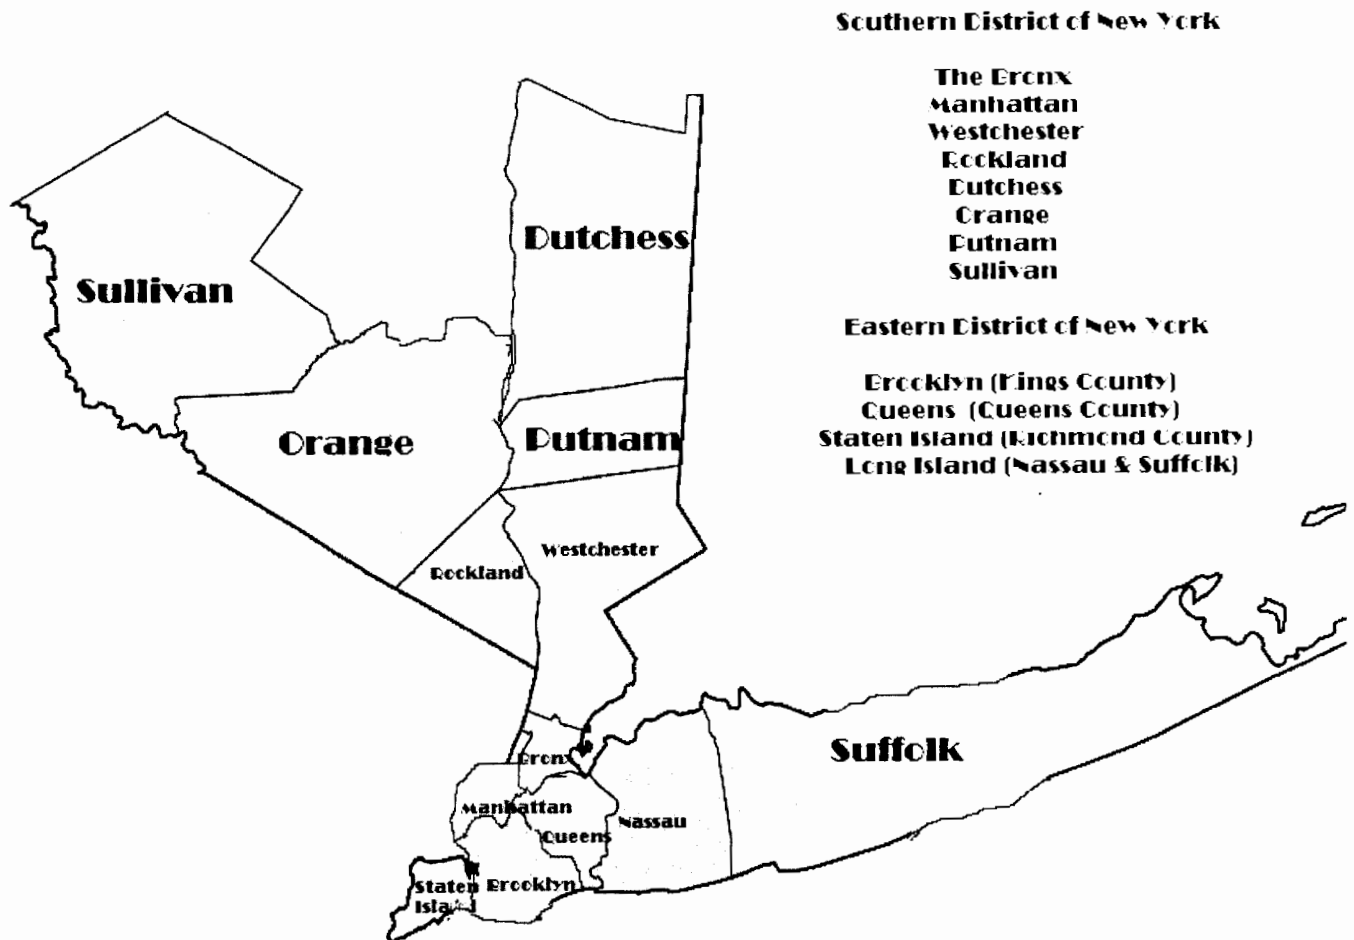 Southern District of New York
The Bronx
Manhattan
Westchester
Rockland
Dutchess
Orange
Putnam
Sullivan
Eastern District of New York
Brooklyn (Kings County)
Queens (Queens County)
Staten Island (Richmond County)
Long Island (Nassau & Suffolk)
Dutchess
Sullivan
Orange
Putnam
Westchester
Rockland
Suffolk
Bronx
Manhattan
Nassau
Queens
Staten
Island
Brooklyn